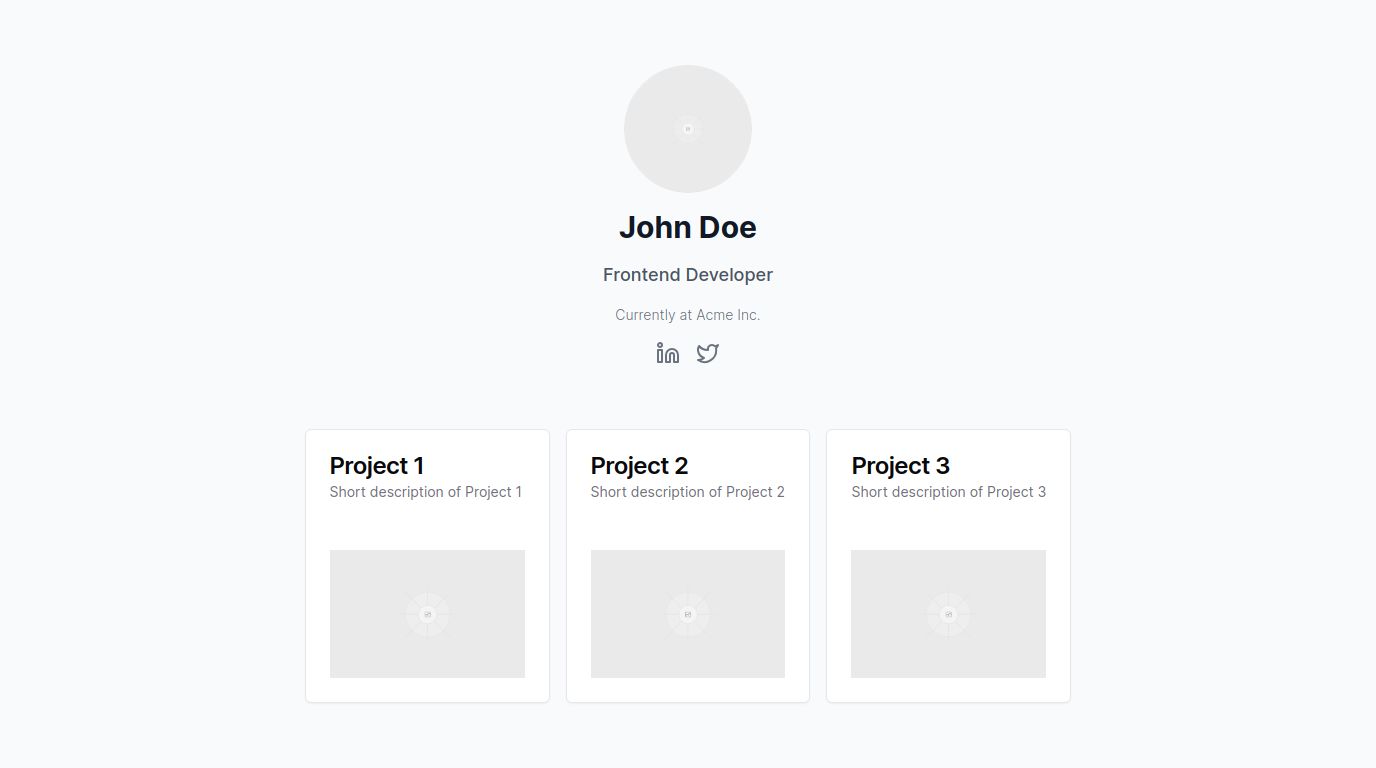 John Doe
Frontend Developer
Currently at Acme Inc.
Project 1
Short description of Project 1
Project 2
Short description of Project 2
Project 3
Short description of Project 3